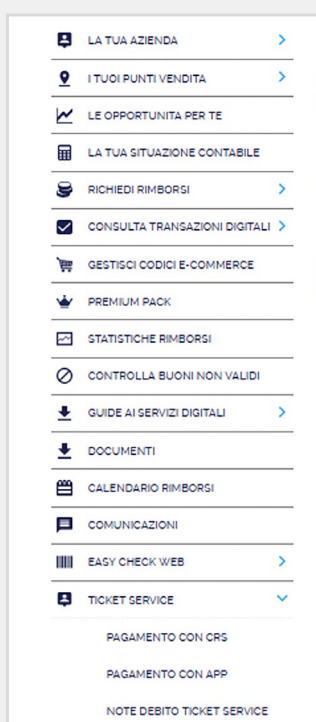 LA TUA AZIENDA
I TUOI PUNTI VENDITA
LE OPPORTUNITA PER TE
LA TUA SITUAZIONE CONTABILE
RICHIEDI RIMBORSI
CONSULTA TRANSAZIONI DIGITALI
GESTISCI CODICI E-COMMERCE
PREMIUM PACK
STATISTICHE RIMBORSI
CONTROLLA BUONI NON VALIDI
GUIDE AI SERVIZI DIGITALI
DOCUMENTI
CALENDARIO RIMBORSI
COMUNICAZIONI
EASY CHECK WEB
TICKET SERVICE
PAGAMENTO CON CRS
PAGAMENTO CON APP
NOTE DEBITO TICKET SERVICE